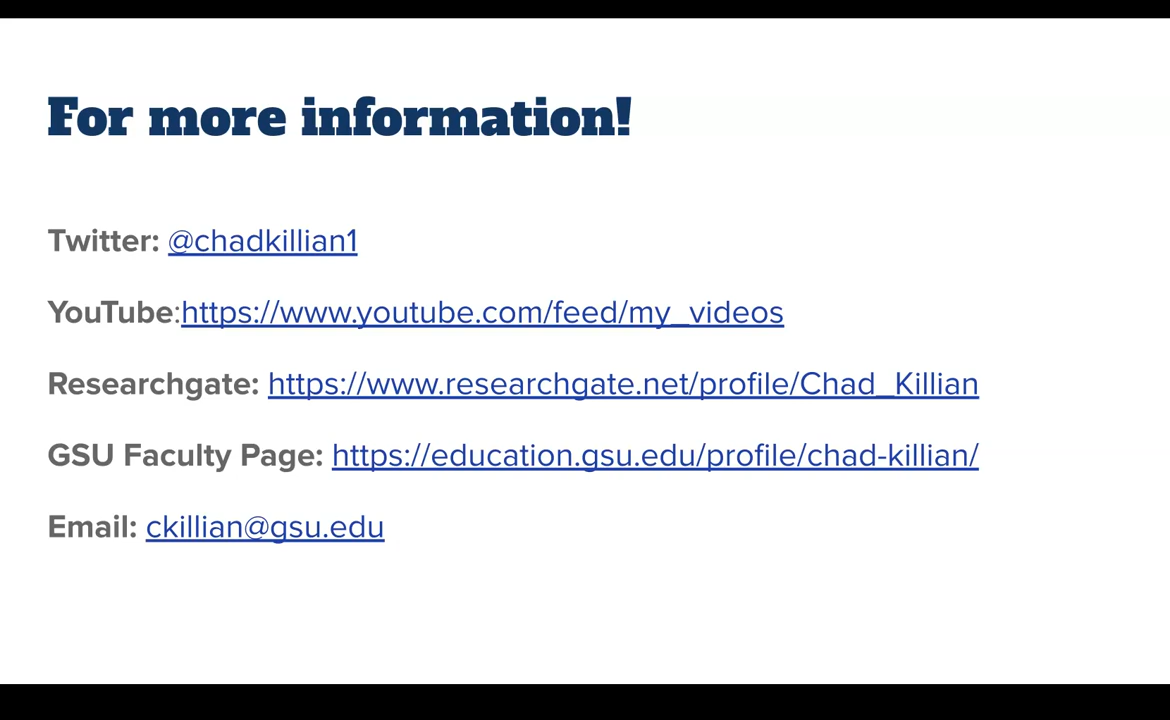 For more information!
Twitter: @chadkillian1
YouTube:https://www.youtube.com/feed/my_videos
Researchgate: https://www.researchgate.net/profile/Chad_Killian
GSU Faculty Page: https://education.gsu.edu/profile/chad-killian/
Email: ckillian@gsu.edu